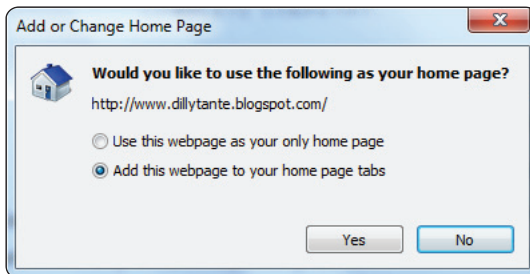 Add or Change Home Page
Would you like to use the following as your home page?
http://www.dillytante.blogspot.com/
Use this webpage as your only home page
Add this webpage to your home page tabs
Yes No